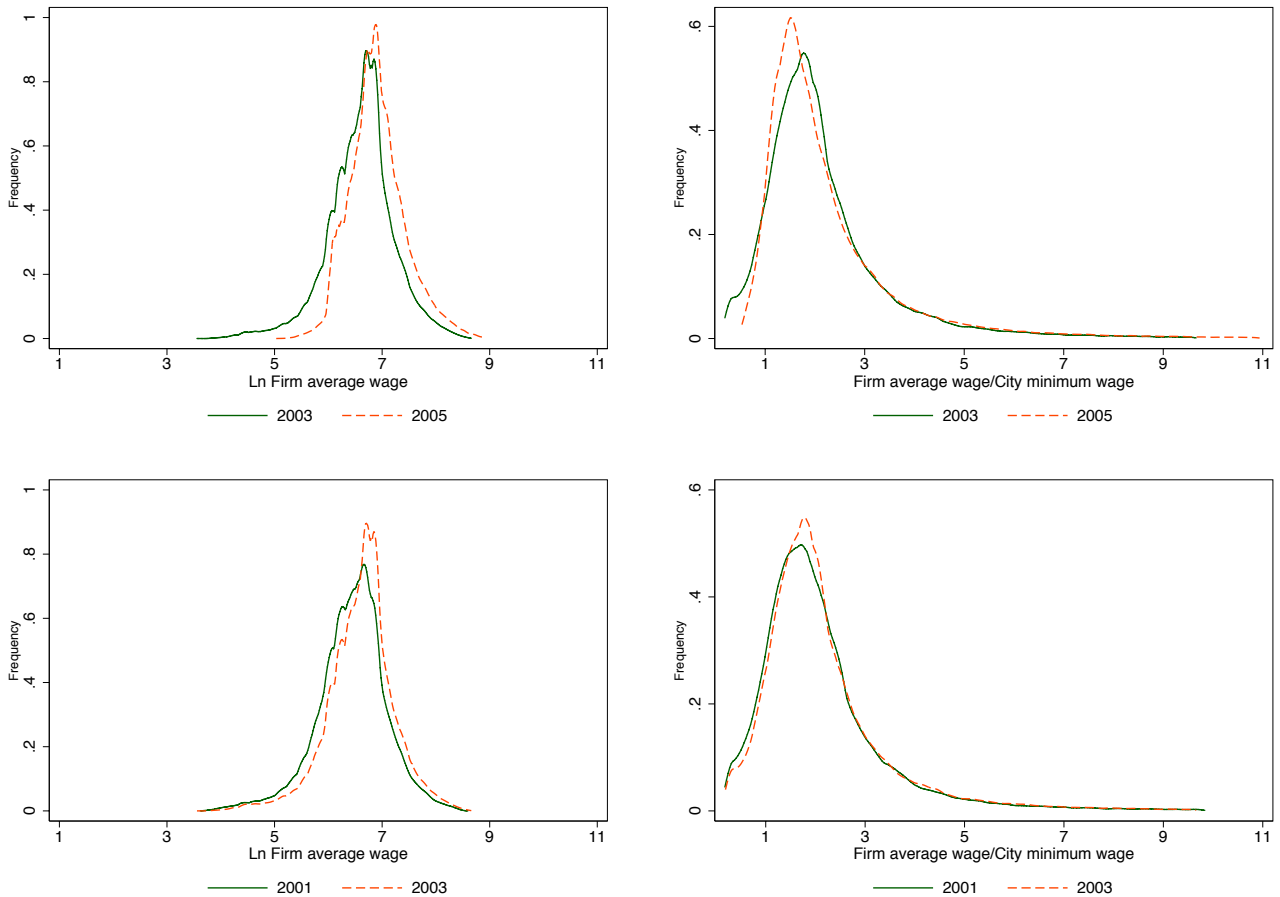 Frequency
0 .2 .4 .6 .8 1
1 3 5 7 9 11
Ln Firm average wage
2003 2005
Frequency
0 .2 .4 .6
1 3 5 7 9 11
Firm average wage/City minimum wage
2003 2005
Frequency
0 .2 .4 .6 .8 1
1 3 5 7 9 11
Ln Firm average wage
2001 2003
Frequency
0 .2 .4 .6
1 3 5 7 9 11
Firm average wage/City minimum wage
2001 2003